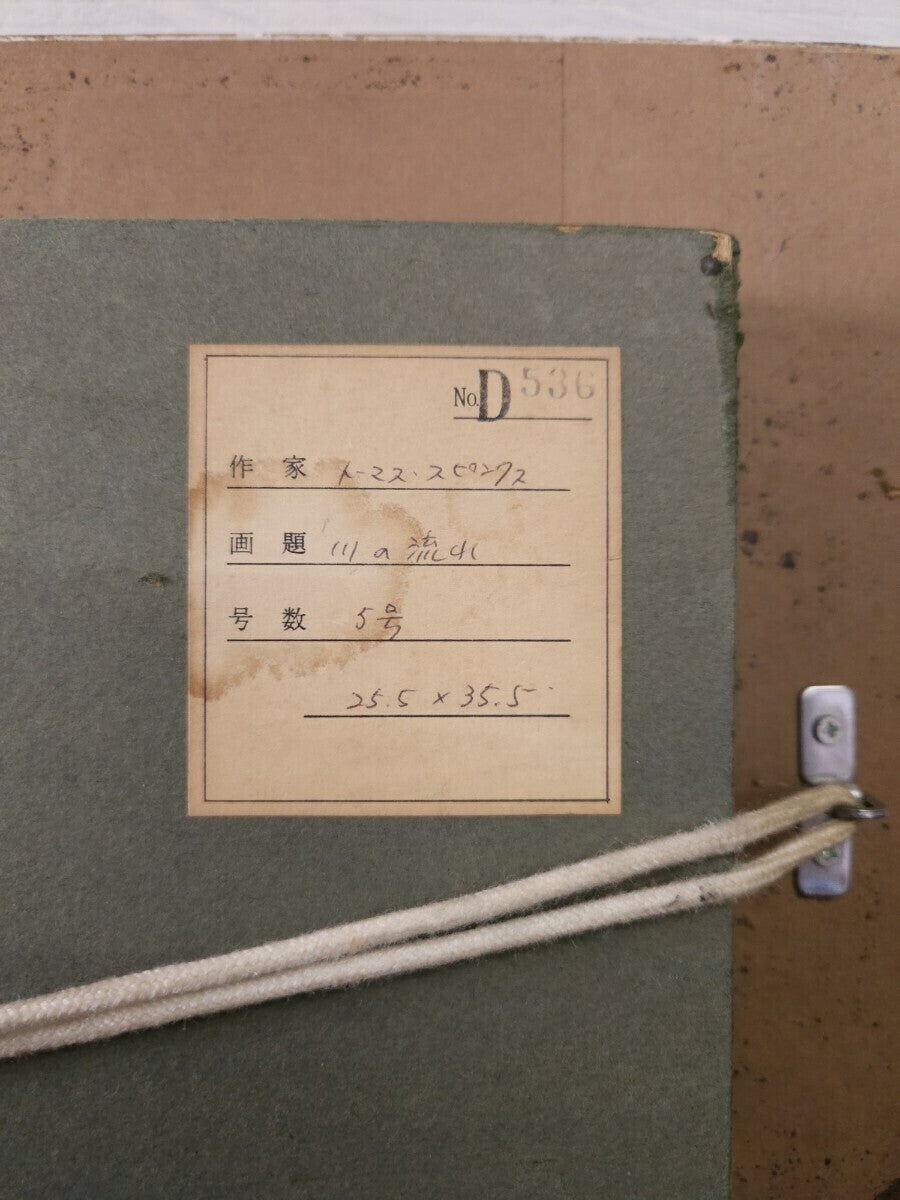 No. D 536
作家 トーマス・スピンクス
画題 川の流れ
号数 5号
25.5 × 35.5